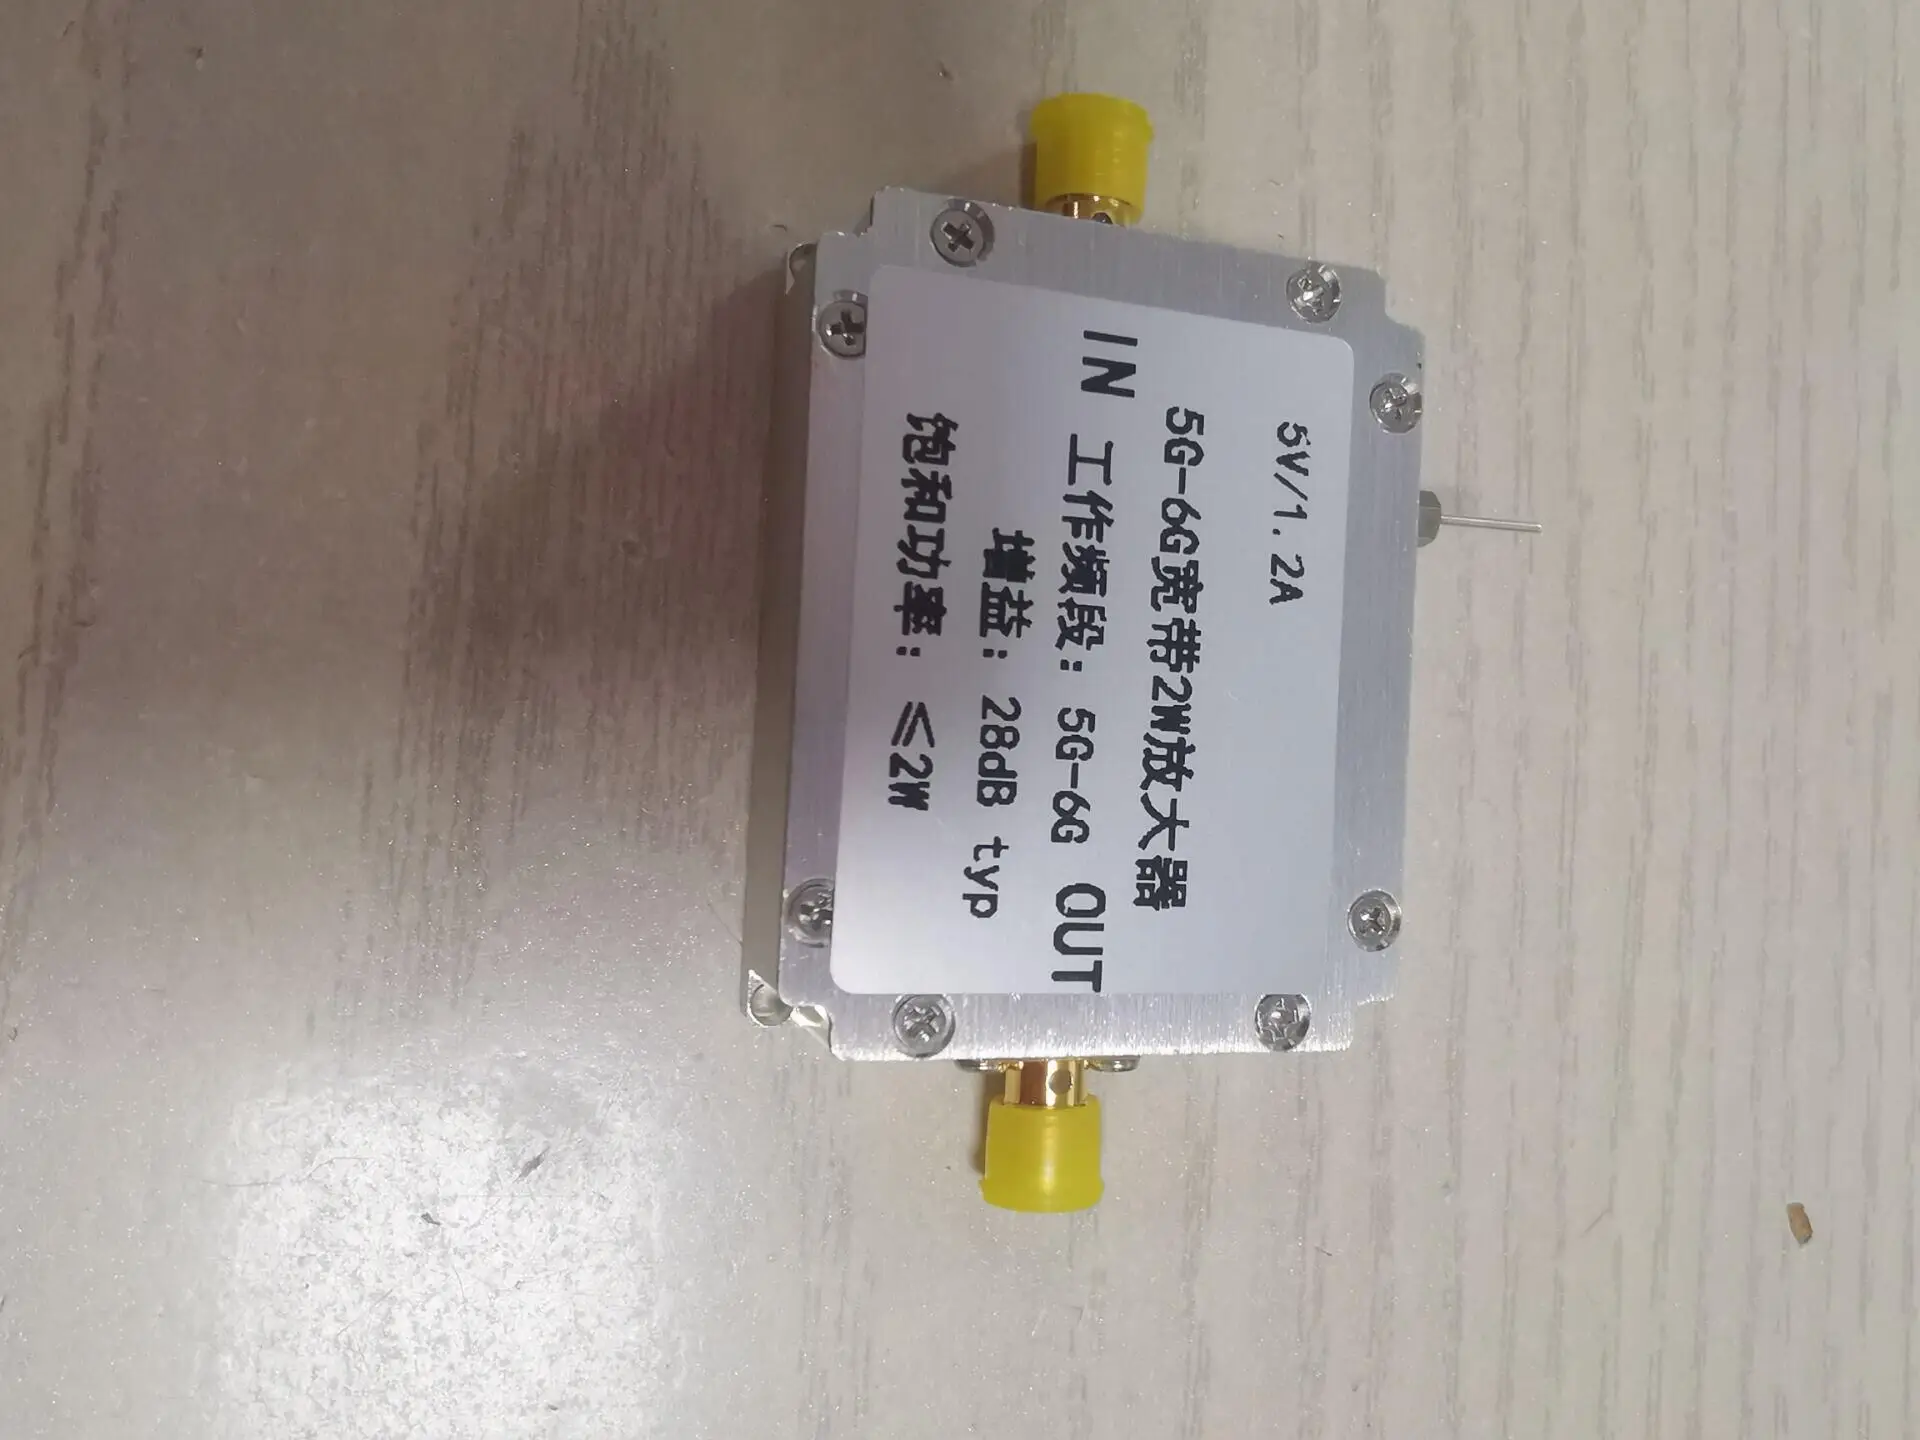 5V/1.2A
5G-6G宽带2W放大器
IN 工作频段: 5G-6G OUT
增益: 28dB typ
饱和功率: ≤2W